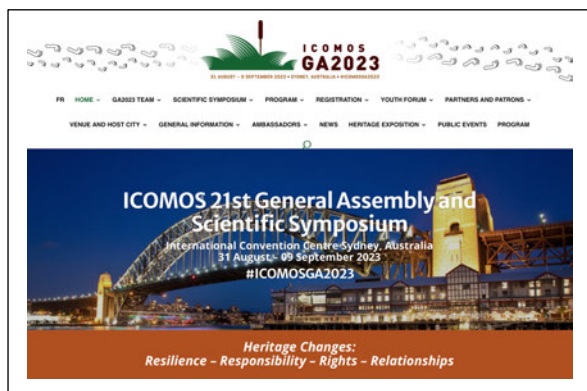 ICOMOS
GA2023
31 AUGUST – 9 SEPTEMBER 2023 • SYDNEY, AUSTRALIA • #ICOMOSGA2023
FR HOME GA2023 TEAM SCIENTIFIC SYMPOSIUM PROGRAM REGISTRATION YOUTH FORUM PARTNERS AND PATRONS
VENUE AND HOST CITY GENERAL INFORMATION AMBASSADORS NEWS HERITAGE EXPOSITION PUBLIC EVENTS PROGRAM
ICOMOS 21st General Assembly and
Scientific Symposium
International Convention Centre Sydney, Australia
31 August – 09 September 2023
#ICOMOSGA2023
Heritage Changes:
Resilience – Responsibility – Rights – Relationships